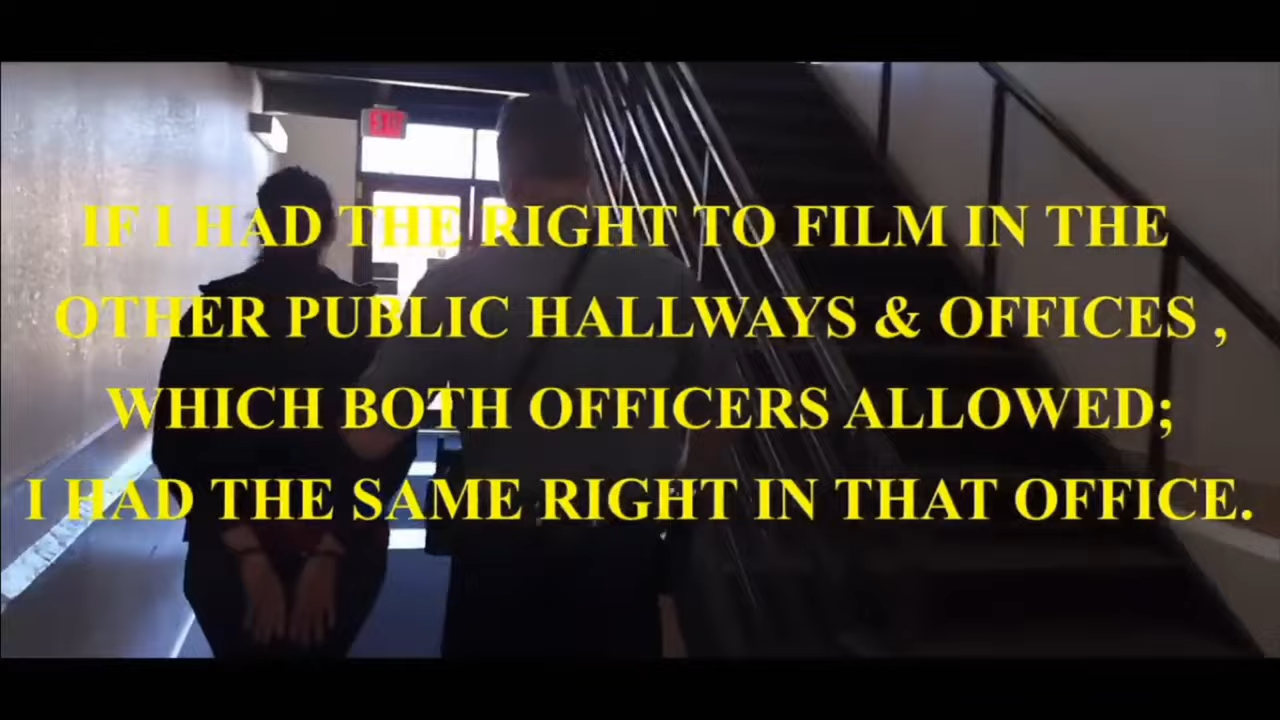 EXIT
IF I HAD THE RIGHT TO FILM IN THE
OTHER PUBLIC HALLWAYS & OFFICES ,
WHICH BOTH OFFICERS ALLOWED;
I HAD THE SAME RIGHT IN THAT OFFICE.